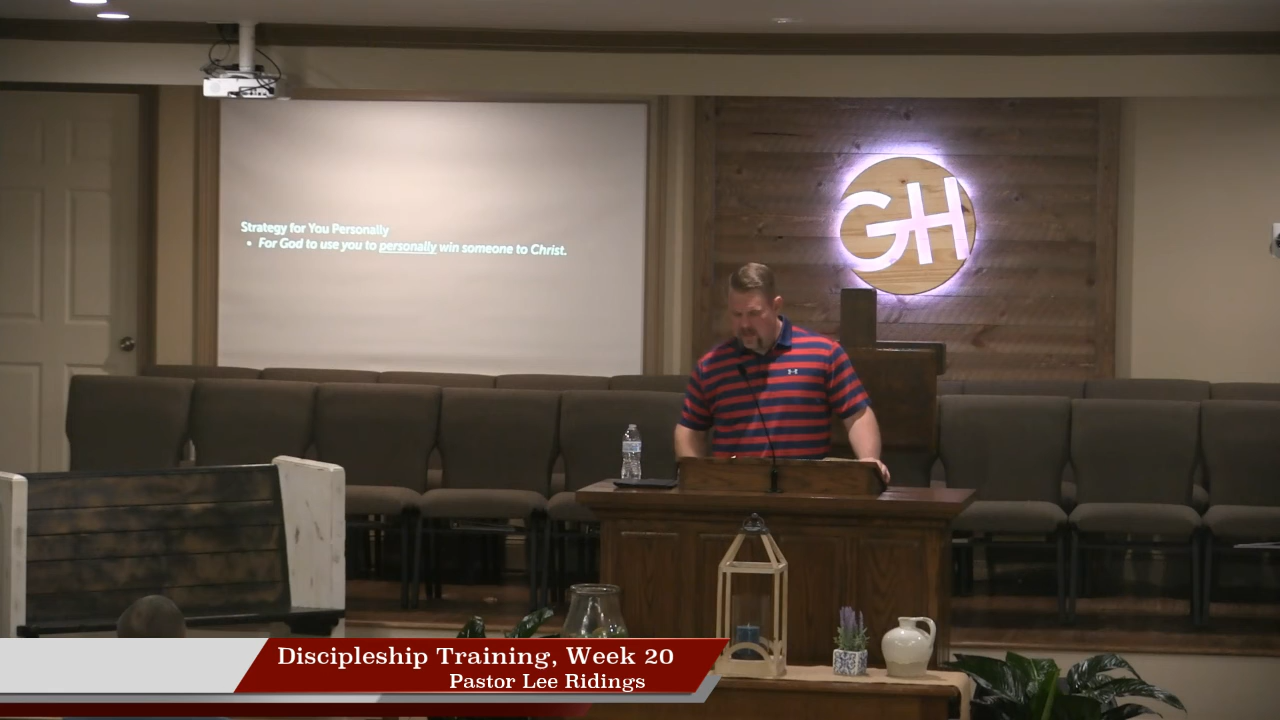 Strategy for You Personally
• For God to use you to personally win someone to Christ.
GH
Discipleship Training, Week 20
Pastor Lee Ridings